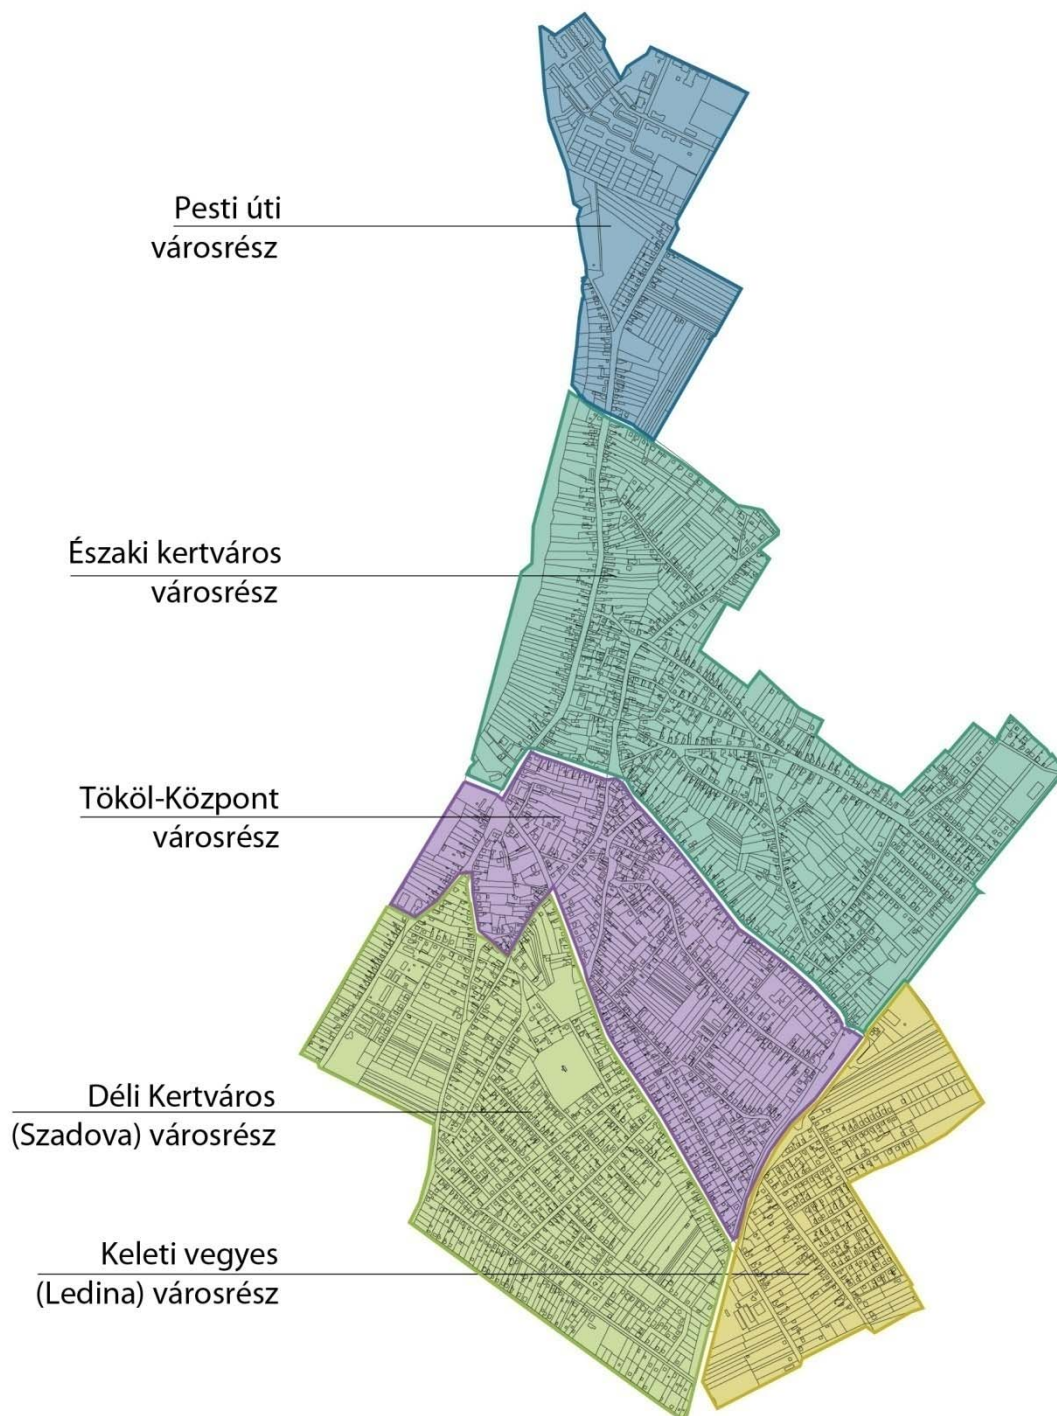 Pesti úti
városrész
Északi kertváros
városrész
Tököl-Központ
városrész
Déli Kertváros
(Szadova) városrész
Keleti vegyes
(Ledina) városrész